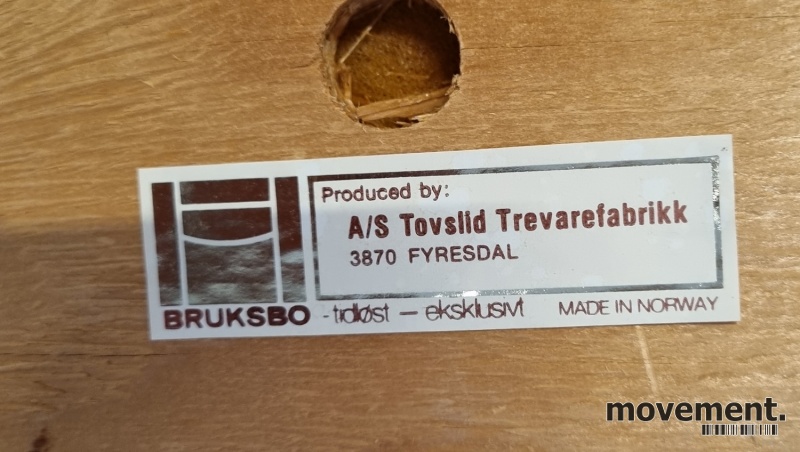 Produced by:
A/S Tovslid Trevarefabrikk
3870 FYRESDAL
BRUKSBO - tidløst — eksklusivt MADE IN NORWAY
movement.